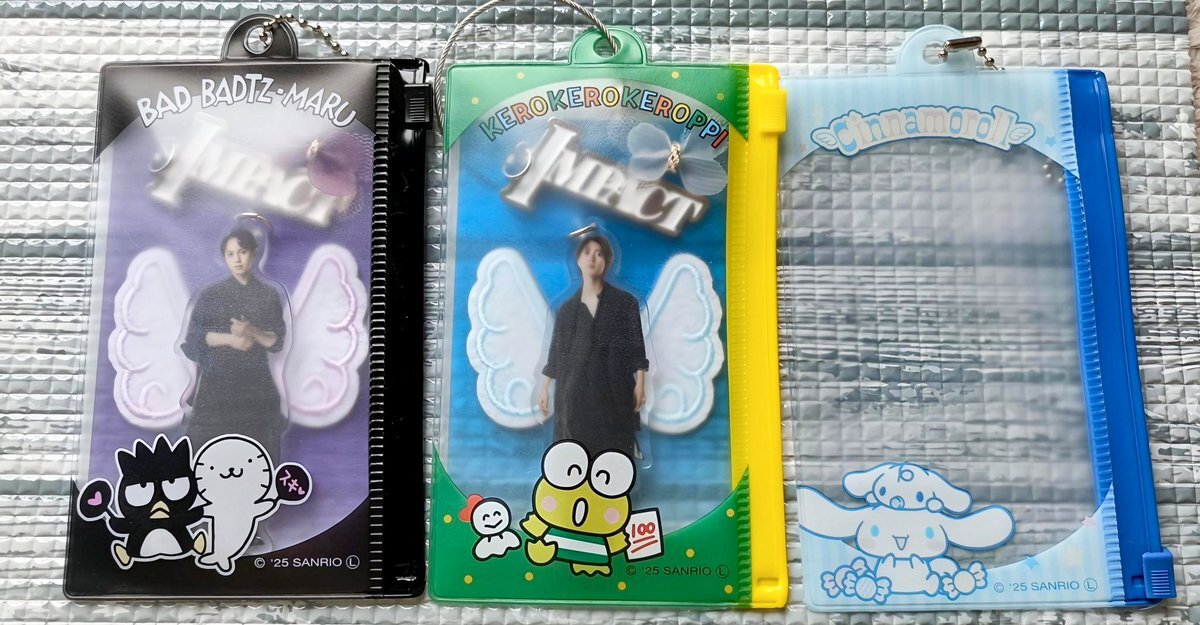 BAD BADTZ-MARU
IMPACT
スキ
© '25 SANRIO Ⓛ
KEROKEROKEROPPI
IMPACT
100
© '25 SANRIO Ⓛ
Cinnamoroll
© '25 SANRIO Ⓛ